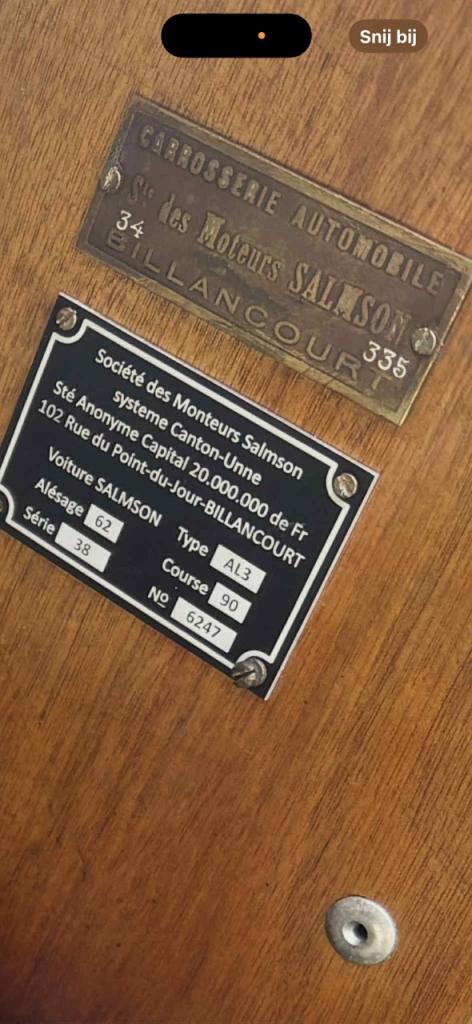 Snij bij
CARROSSERIE AUTOMOBILE
Sté des Moteurs SALMSON
34
335
BILLANCOURT
Société des Monteurs Salmson
systeme Canton-Unne
Sté Anonyme Capital 20.000.000 de Fr
102 Rue du Point-du-Jour-BILLANCOURT
Voiture SALMSON Type AL3
Alésage 62 Course 90
Série 38 Nº 6247